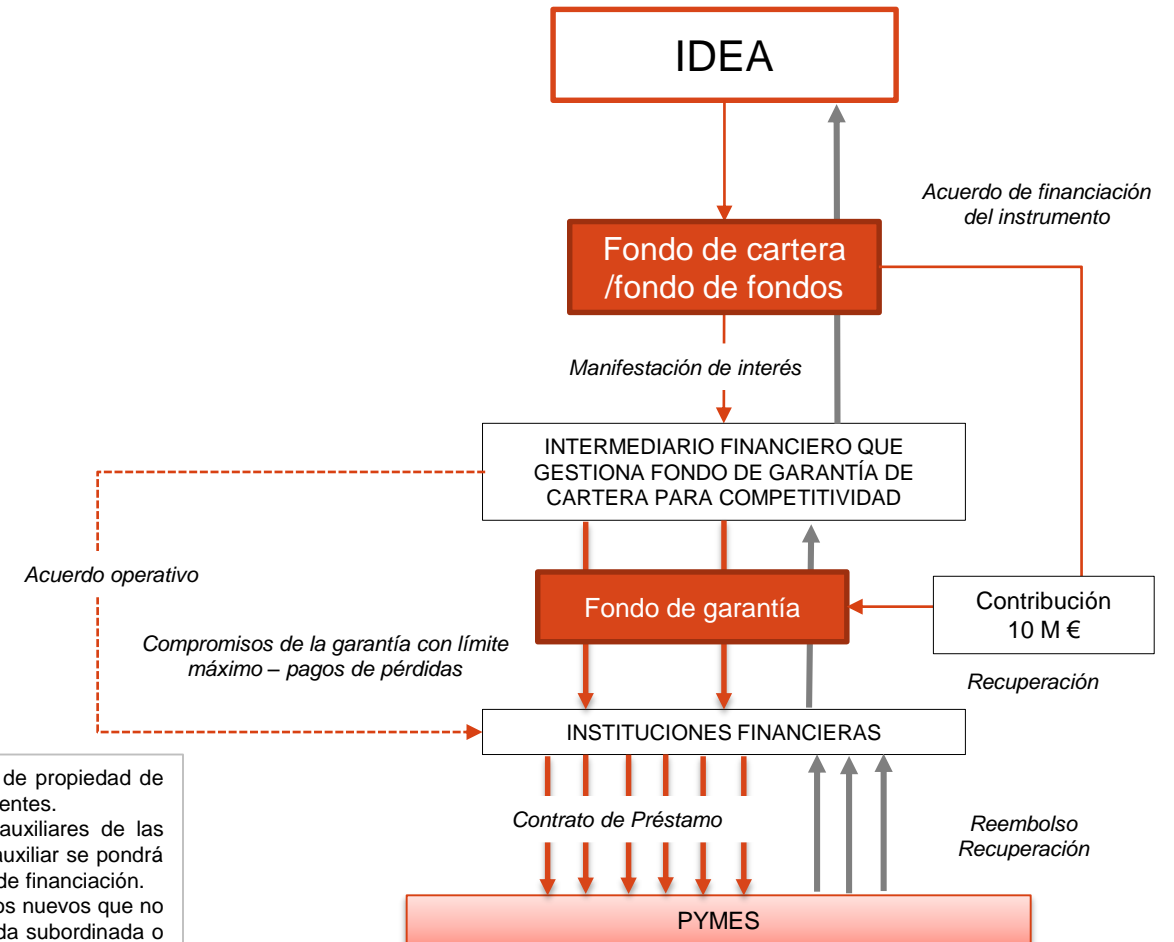 IDEA
Acuerdo de financiación
del instrumento
Fondo de cartera
/fondo de fondos
Manifestación de interés
INTERMEDIARIO FINANCIERO QUE
GESTIONA FONDO DE GARANTÍA DE
CARTERA PARA COMPETITIVIDAD
Acuerdo operativo
Fondo de garantía
Contribución
10 M €
Compromisos de la garantía con límite
máximo – pagos de pérdidas
Recuperación
INSTITUCIONES FINANCIERAS
de propiedad de
entes.
auxiliares de las
auxiliar se pondrá
de financiación.
os nuevos que no
da subordinada o
Contrato de Préstamo
Reembolso
Recuperación
PYMES